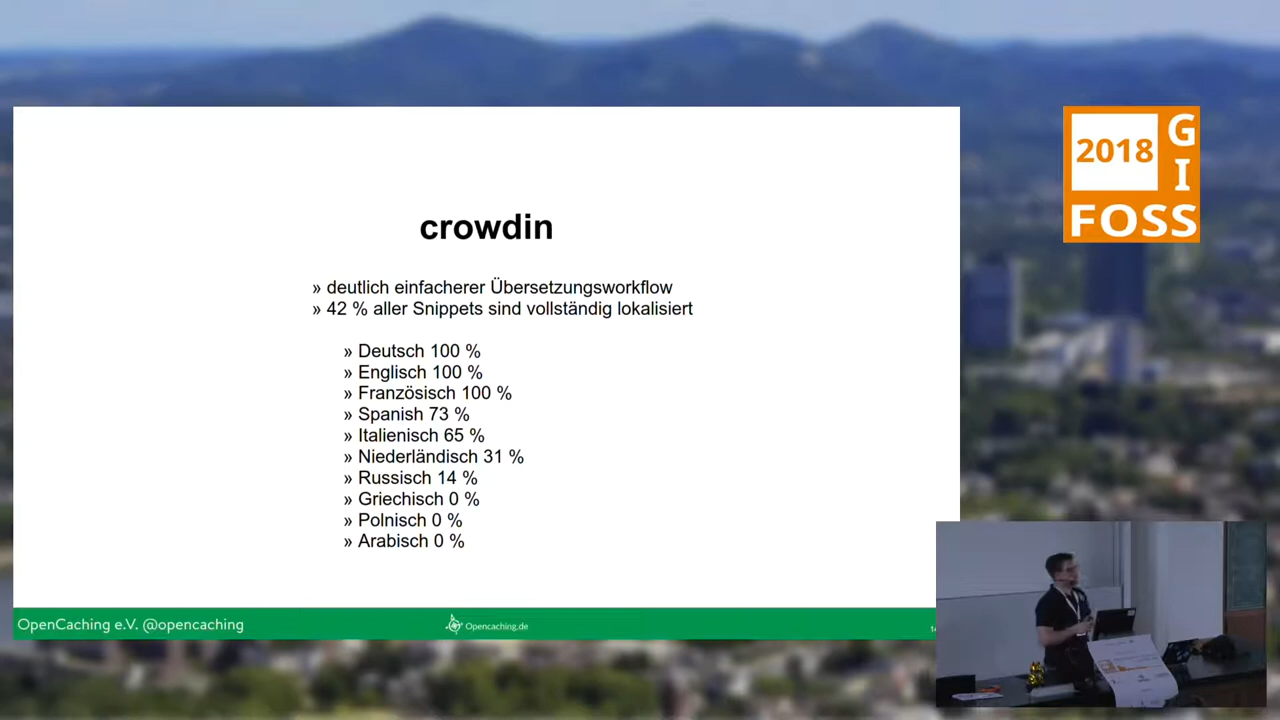 crowdin
» deutlich einfacherer Übersetzungsworkflow
» 42 % aller Snippets sind vollständig lokalisiert
» Deutsch 100 %
» Englisch 100 %
» Französisch 100 %
» Spanish 73 %
» Italienisch 65 %
» Niederländisch 31 %
» Russisch 14 %
» Griechisch 0 %
» Polnisch 0 %
» Arabisch 0 %
OpenCaching e.V. @opencaching
Opencaching.de
2018
GI
FOSS